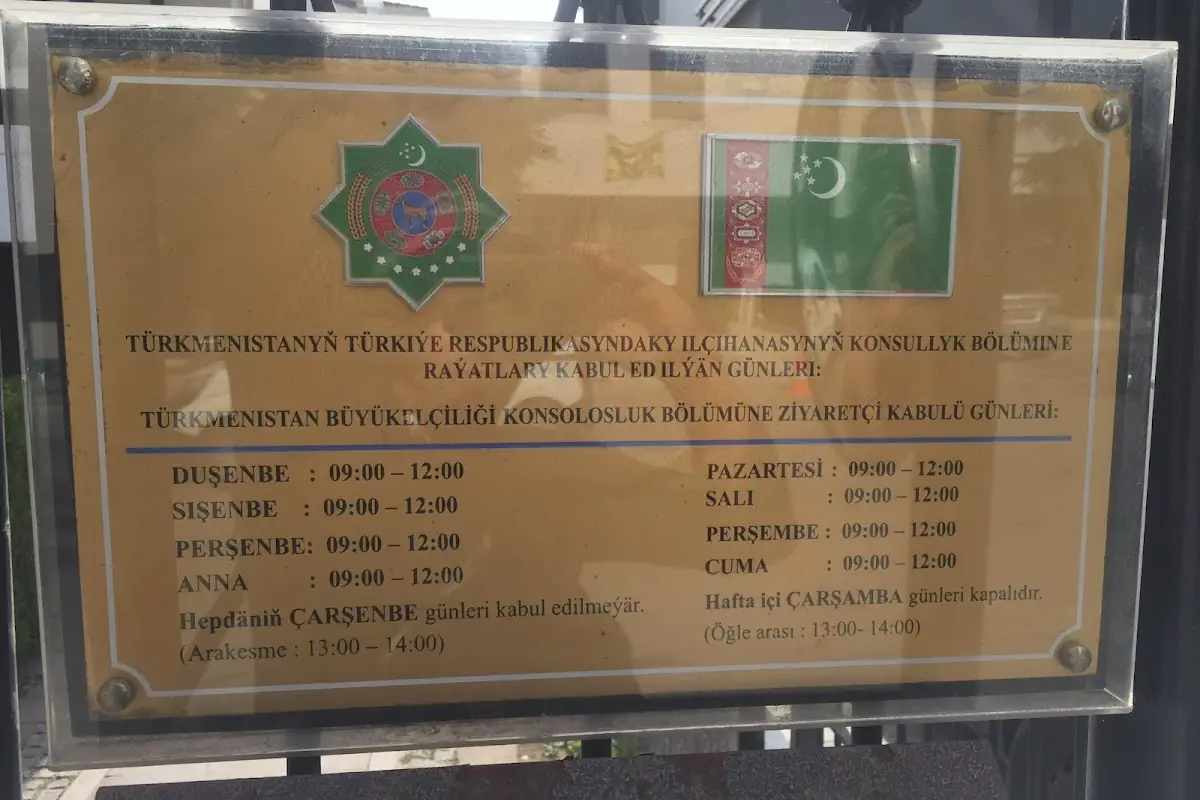 TÜRKMENISTANYŇ TÜRKIÝE RESPUBLIKASYNDAKY ILÇIHANASYNYŇ KONSULLYK BÖLÜMINE
RAÝATLARY KABUL ED ILÝÄN GÜNLERI:
TÜRKMENISTAN BÜYÜKELÇİLİĞİ KONSOLOSLUK BÖLÜMÜNE ZİYARETÇİ KABULÜ GÜNLERİ:
DUŞENBE : 09:00 – 12:00
SIŞENBE : 09:00 – 12:00
PERŞENBE: 09:00 – 12:00
ANNA : 09:00 – 12:00
Hepdäniň ÇARŞENBE günleri kabul edilmeýär.
(Arakesme : 13:00 – 14:00)
PAZARTESİ : 09:00 – 12:00
SALI : 09:00 – 12:00
PERŞEMBE : 09:00 – 12:00
CUMA : 09:00 – 12:00
Hafta içi ÇARŞAMBA günleri kapalıdır.
(Öğle arası : 13:00- 14:00)